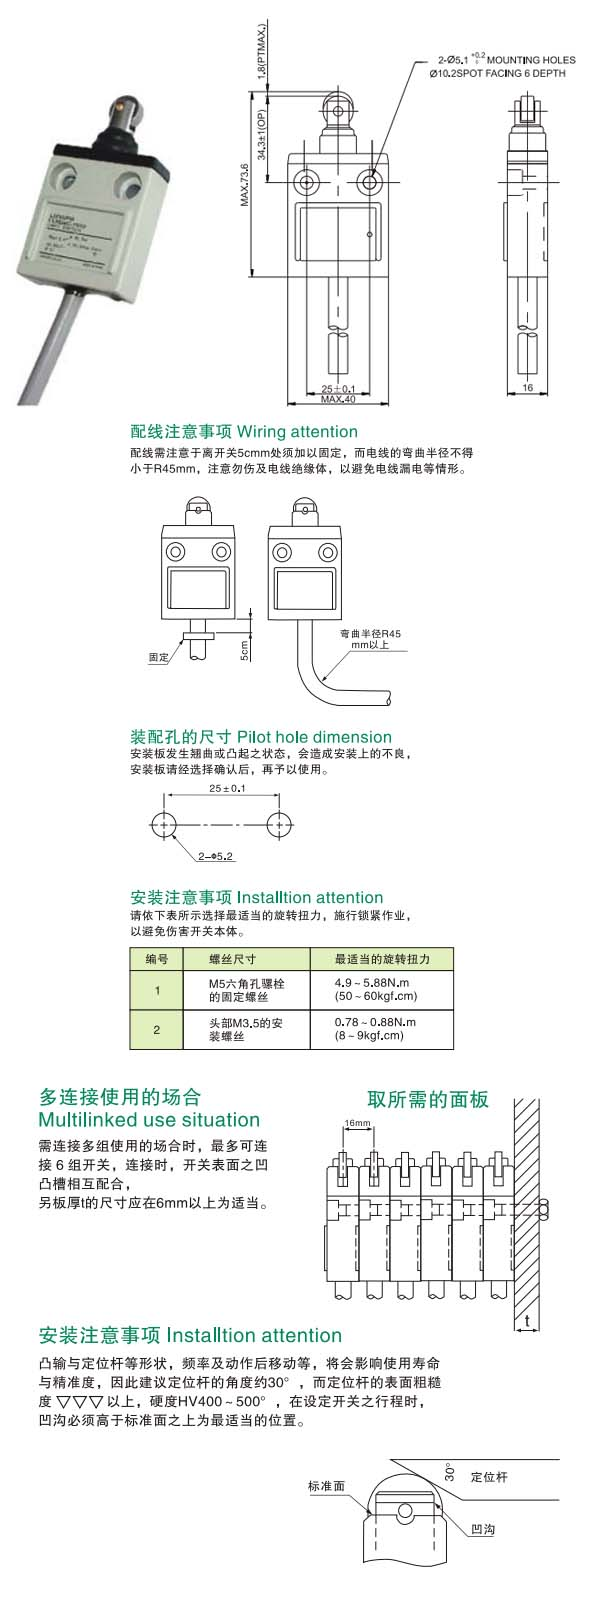 1.8(PTMAX.)
34.3±1(OP)
MAX.73.6
2-Ø5.1 +0.2 0 MOUNTING HOLES
Ø10.2SPOT FACING 6 DEPTH
25±0.1
MAX.40
16
配线注意事项 Wiring attention
配线需注意于离开关5cmm处须加以固定，而电线的弯曲半径不得
小于R45mm，注意勿伤及电线绝缘体，以避免电线漏电等情形。
固定
5cm
弯曲半径R45
mm以上
装配孔的尺寸 Pilot hole dimension
安装板发生翘曲或凸起之状态，会造成安装上的不良，
安装板请经选择确认后，再予以使用。
25±0.1
2-Φ5.2
安装注意事项 Installtion attention
请依下表所示选择最适当的旋转扭力，施行锁紧作业，
以避免伤害开关本体。
编号 螺丝尺寸 最适当的旋转扭力
1 M5六角孔骡栓 4.9~5.88N.m
的固定螺丝 (50~60kgf.cm)
2 头部M3.5的安 0.78~0.88N.m
装螺丝 (8~9kgf.cm)
多连接使用的场合
Multilinked use situation
需连接多组使用的场合时，最多可连
接 6 组开关，连接时，开关表面之凹
凸槽相互配合，
另板厚t的尺寸应在6mm以上为适当。
取所需的面板
16mm
t
安装注意事项 Installtion attention
凸输与定位杆等形状，频率及动作后移动等，将会影响使用寿命
与精准度，因此建议定位杆的角度约30°，而定位杆的表面粗糙
度 ▽▽▽ 以上，硬度HV400~500°，在设定开关之行程时，
凹沟必须高于标准面之上为最适当的位置。
标准面
30°
定位杆
凹沟